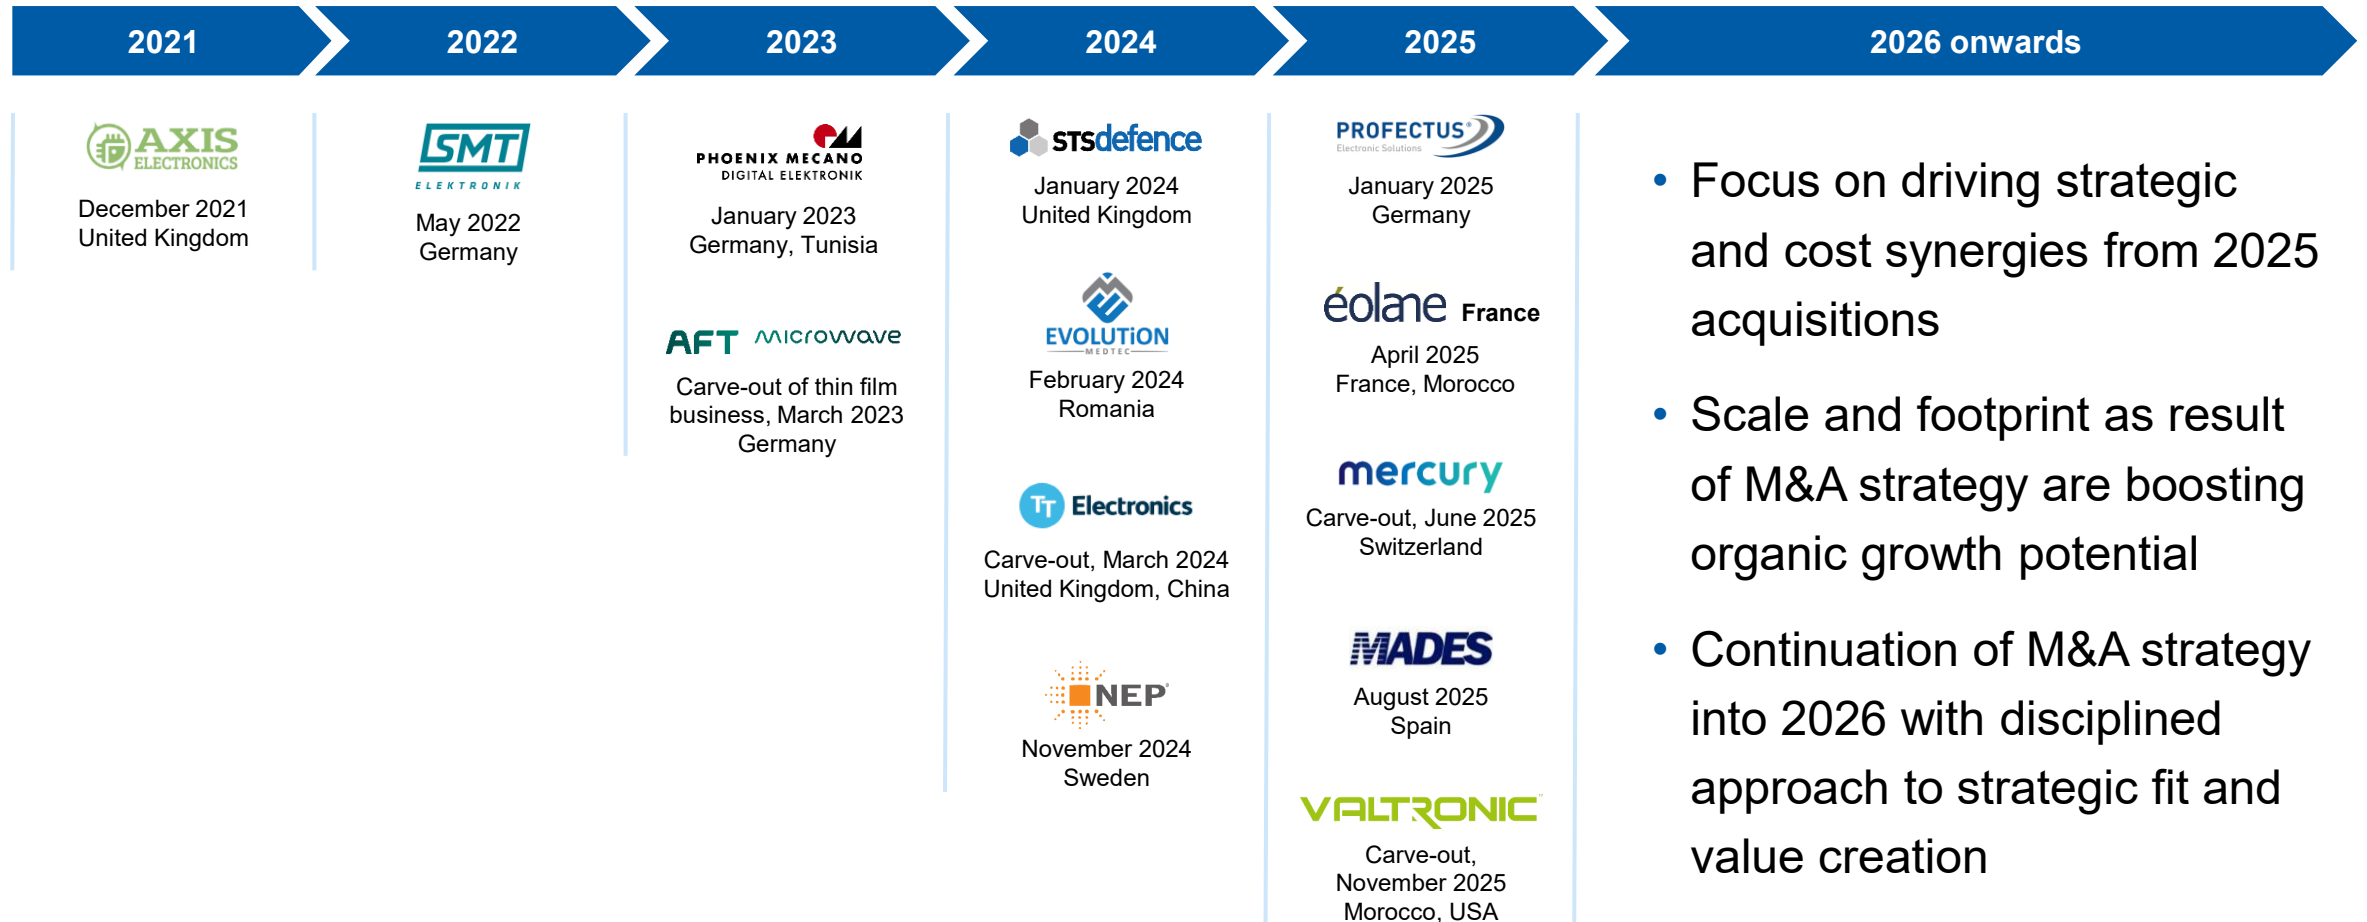 2021
2022
2023
2024
2025
2026 onwards
AXIS
ELECTRONICS
December 2021
United Kingdom
SMT
ELEKTRONIK
May 2022
Germany
PHOENIX MECANO
DIGITAL ELEKTRONIK
January 2023
Germany, Tunisia
AFT microwave
Carve-out of thin film
business, March 2023
Germany
STSdefence
January 2024
United Kingdom
EVOLUTiON
MEDTEC
February 2024
Romania
TT Electronics
Carve-out, March 2024
United Kingdom, China
NEP
November 2024
Sweden
PROFECTUS®
Electronic Solutions
January 2025
Germany
éolane France
April 2025
France, Morocco
mercury
Carve-out, June 2025
Switzerland
MADES
August 2025
Spain
VALTRONIC
Carve-out,
November 2025
Morocco, USA
• Focus on driving strategic
and cost synergies from 2025
acquisitions
• Scale and footprint as result
of M&A strategy are boosting
organic growth potential
• Continuation of M&A strategy
into 2026 with disciplined
approach to strategic fit and
value creation